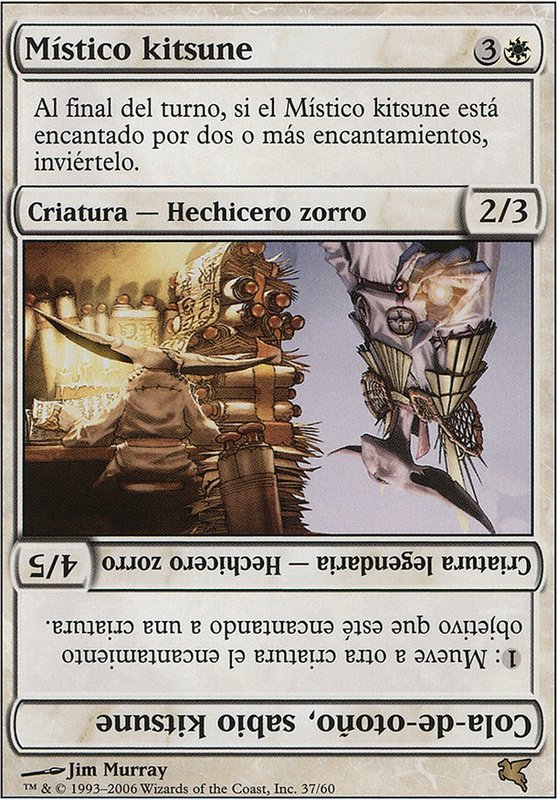 Místico kitsune 3
Al final del turno, si el Místico kitsune está
encantado por dos o más encantamientos,
inviértelo.
Criatura — Hechicero zorro 2/3
Criatura legendaria — Hechicero zorro 4/5
1: Mueve a otra criatura el encantamiento
objetivo que esté encantando a una criatura.
Cola-de-otoño, sabio kitsune
Jim Murray
™ & © 1993–2006 Wizards of the Coast, Inc. 37/60